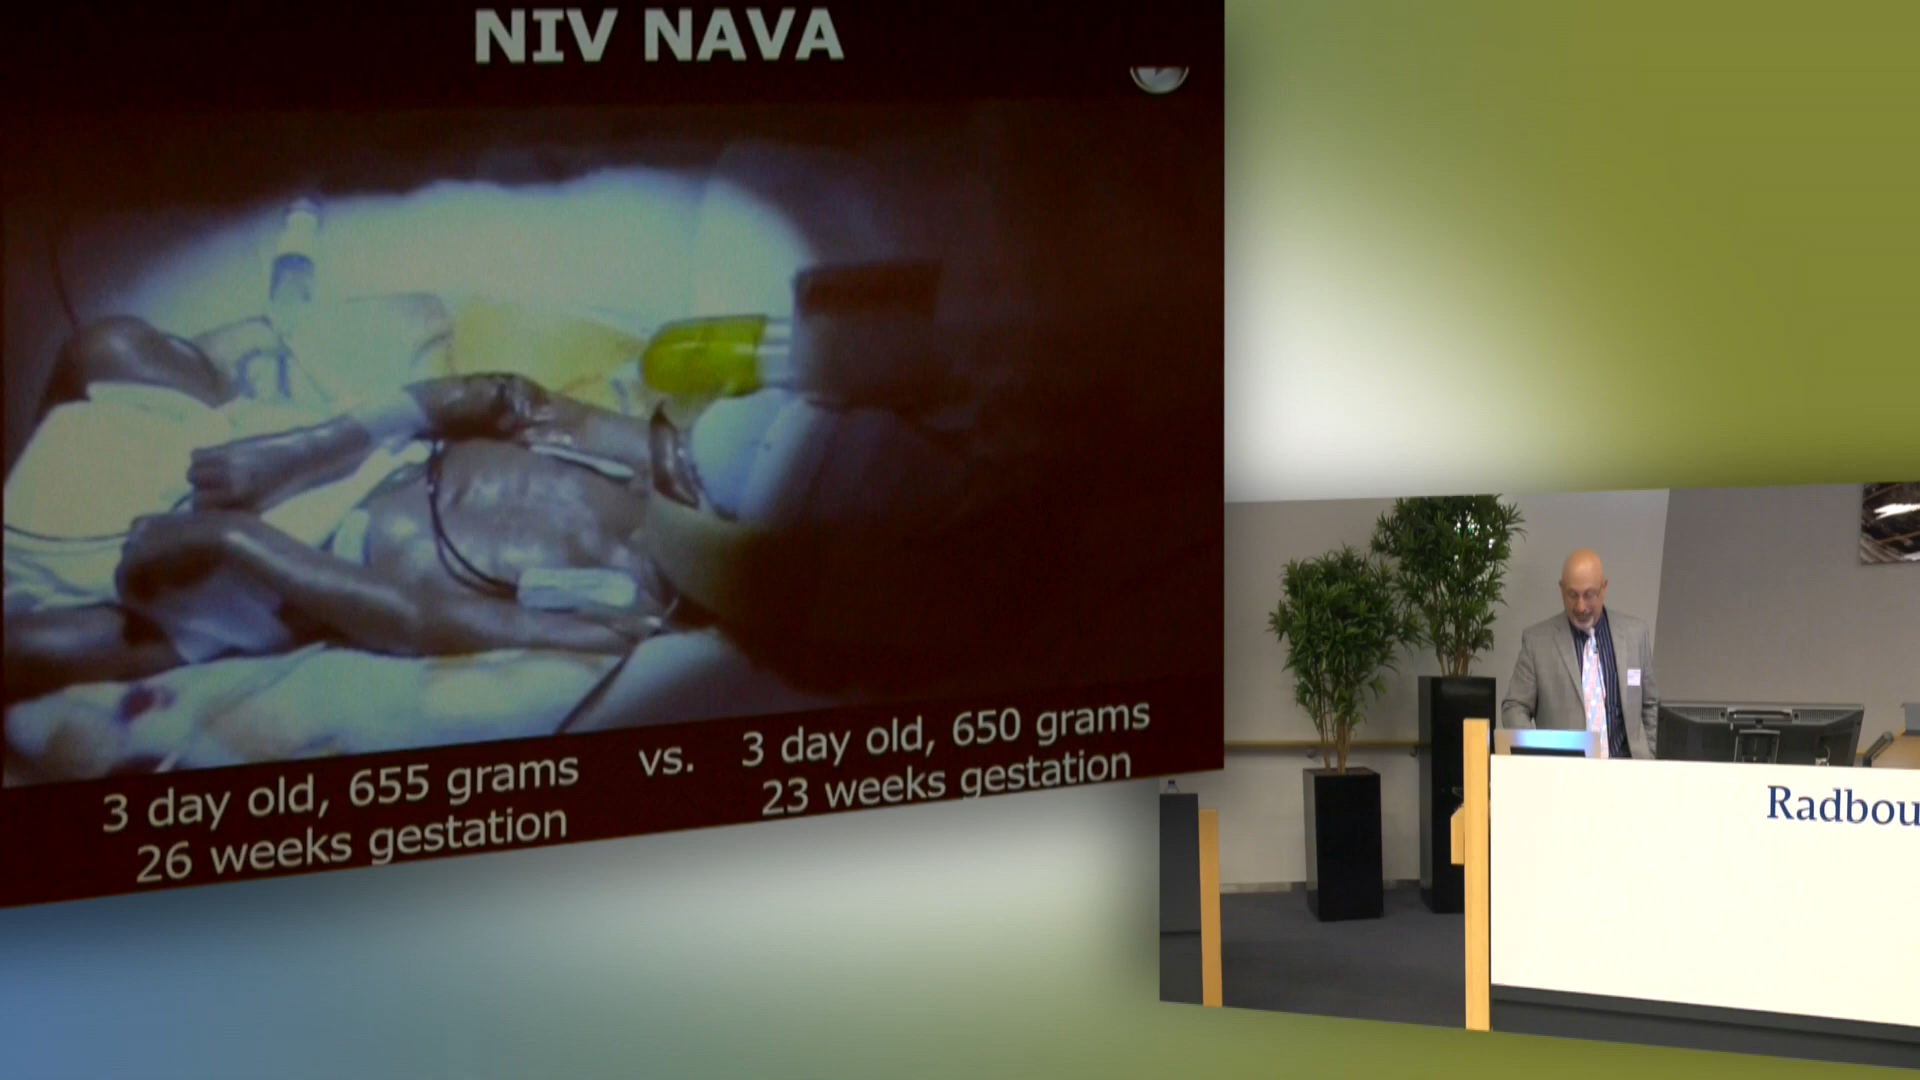 NIV NAVA
3 day old, 655 grams
26 weeks gestation
vs.
3 day old, 650 grams
23 weeks gestation
Radbou